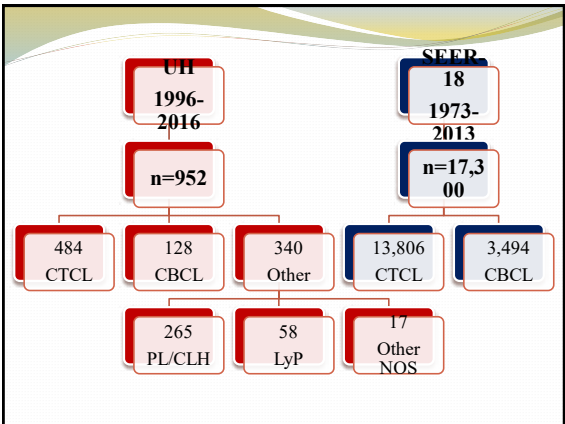 UH
1996-
2016
SEER-
18
1973-
2013
n=952
n=17,3
00
484
CTCL
128
CBCL
340
Other
13,806
CTCL
3,494
CBCL
265
PL/CLH
58
LyP
17
Other
NOS